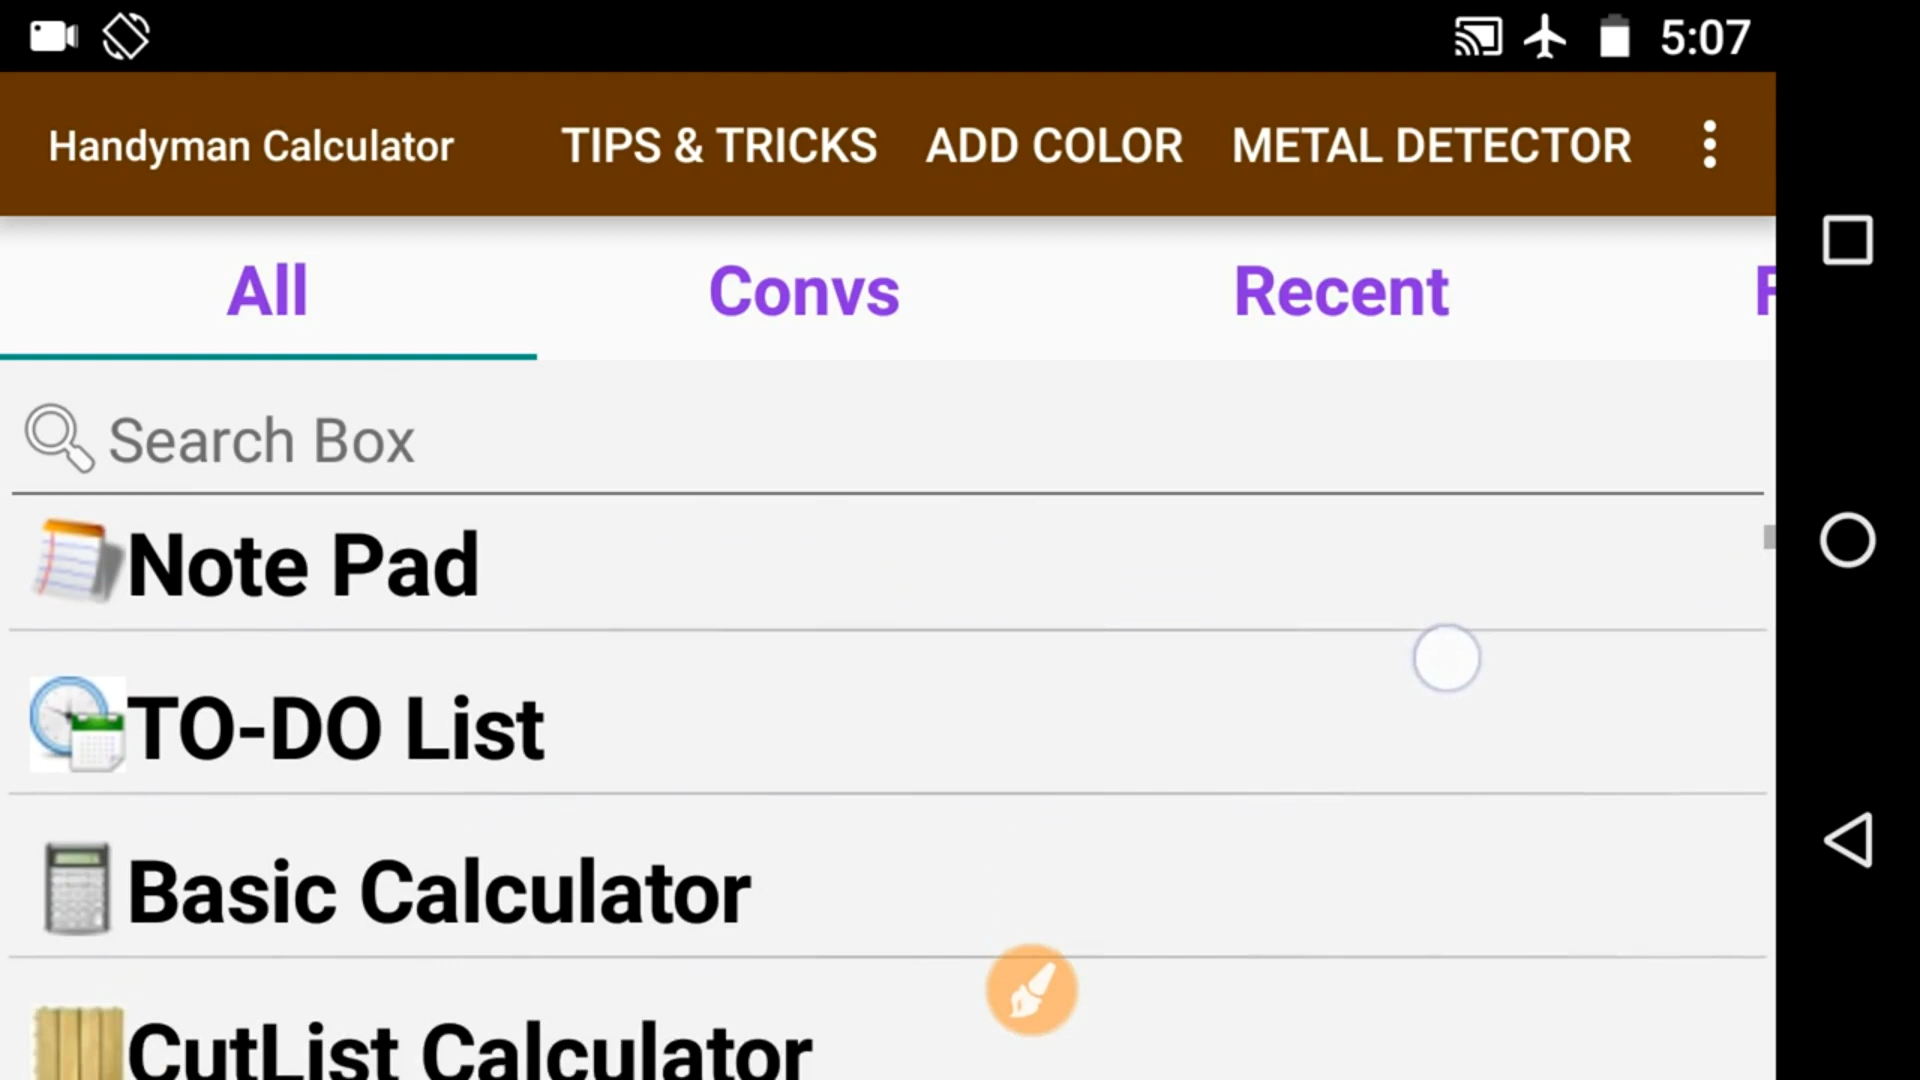 5:07
Handyman Calculator TIPS & TRICKS ADD COLOR METAL DETECTOR
All Convs Recent
Search Box
Note Pad
TO-DO List
Basic Calculator
CutList Calculator